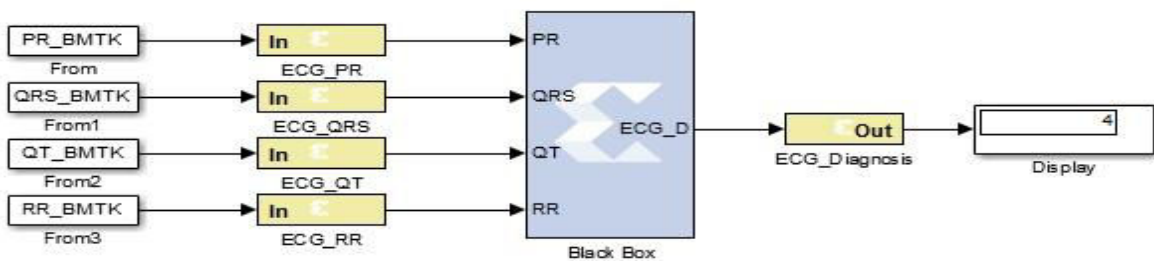 PR_BMTK
From
In
ECG_PR
PR
QRS_BMTK
From1
In
ECG_QRS
QRS
QT_BMTK
From2
In
ECG_QT
QT
RR_BMTK
From3
In
ECG_RR
RR
ECG_D
Black Box
Out
ECG_Diagnosis
4
Display